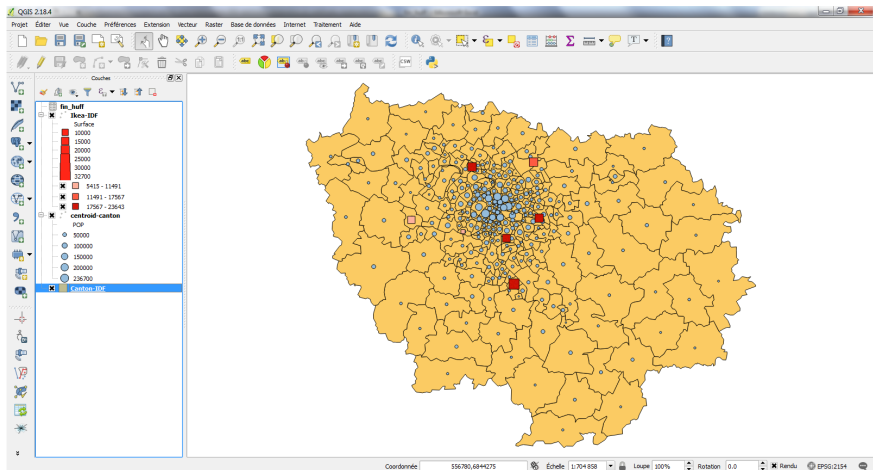 QGIS 2.18.4
Projet Éditer Vue Couche Préférences Extension Vecteur Raster Base de données Internet Traitement Aide
abc
CSW
Couches
fin_huff
Ikea-IDF
Surface
10000
15000
20000
25000
30000
32700
5415 - 11491
11491 - 17567
17567 - 23643
centroid-canton
POP
50000
100000
150000
200000
236700
Canton-IDF
Coordonnée 556780,6844275 Échelle 1:704 858 Loupe 100% Rotation 0.0 Rendu EPSG:2154